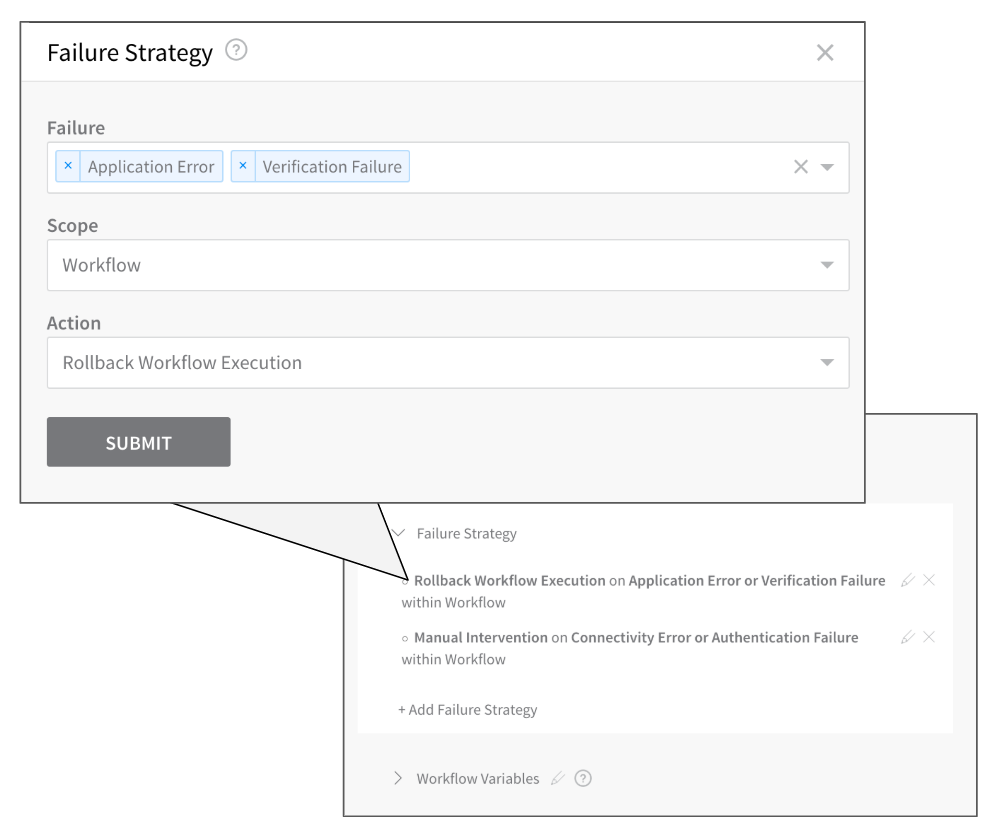 Failure Strategy ?
Failure
× Application Error × Verification Failure
Scope
Workflow
Action
Rollback Workflow Execution
SUBMIT
Failure Strategy
Rollback Workflow Execution on Application Error or Verification Failure
within Workflow
Manual Intervention on Connectivity Error or Authentication Failure
within Workflow
+ Add Failure Strategy
Workflow Variables ?